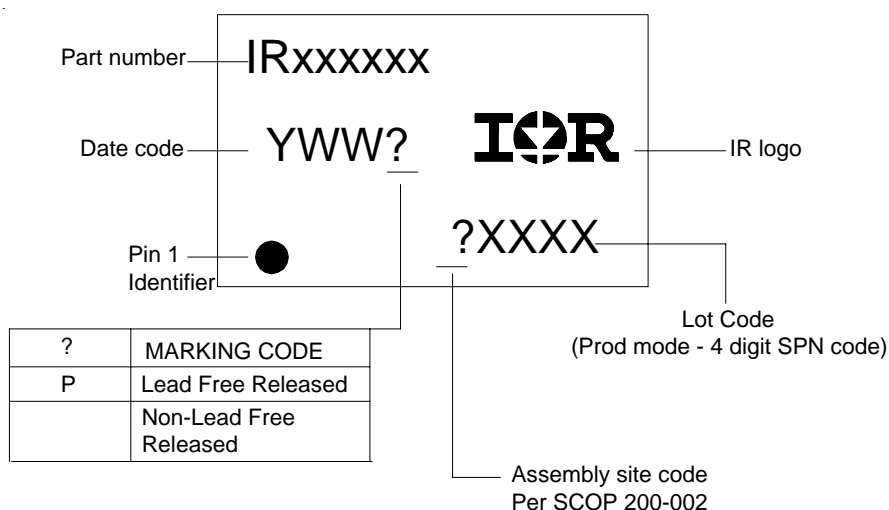 Part number
IRxxxxxx
Date code
YWW?
IOR
IR logo
Pin 1
Identifier
?XXXX
Lot Code
(Prod mode - 4 digit SPN code)
? MARKING CODE
P Lead Free Released
Non-Lead Free
Released
Assembly site code
Per SCOP 200-002